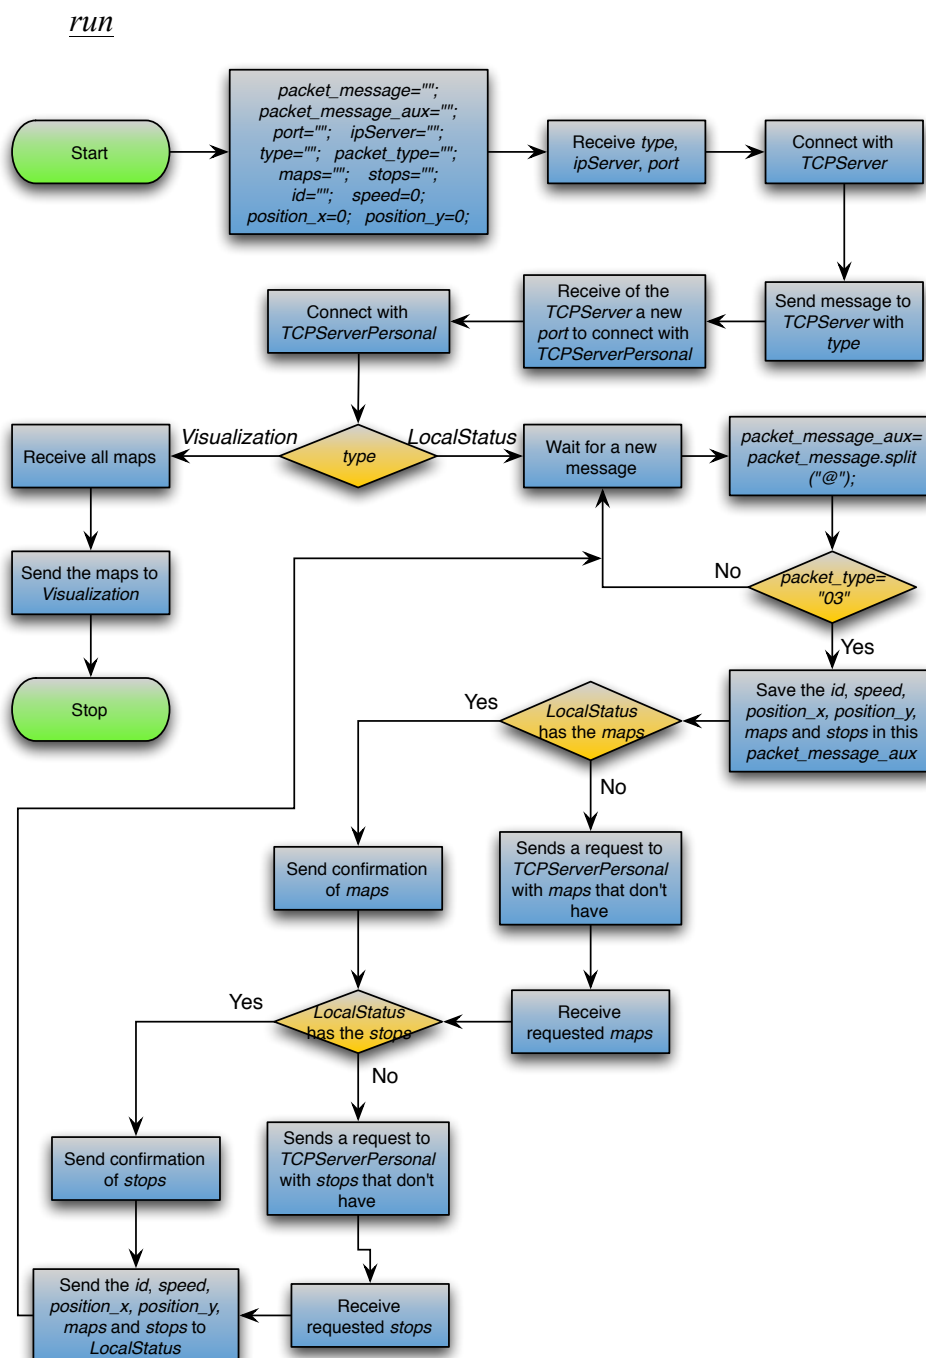 run
Start
packet_message="";
packet_message_aux="";
port=""; ipServer="";
type=""; packet_type="";
maps=""; stops="";
id=""; speed=0;
position_x=0; position_y=0;
Receive type,
ipServer, port
Connect with
TCPServer
Send message to
TCPServer with
type
Receive of the
TCPServer a new
port to connect with
TCPServerPersonal
Connect with
TCPServerPersonal
type
Visualization
LocalStatus
Receive all maps
Send the maps to
Visualization
Stop
Wait for a new
message
packet_message_aux=
packet_message.split
("@");
packet_type=
"03"
No
Yes
Save the id, speed,
position_x, position_y,
maps and stops in this
packet_message_aux
LocalStatus
has the maps
Yes
No
Send confirmation
of maps
Sends a request to
TCPServerPersonal
with maps that don't
have
Receive
requested maps
LocalStatus
has the stops
Yes
No
Send confirmation
of stops
Sends a request to
TCPServerPersonal
with stops that don't
have
Receive
requested stops
Send the id, speed,
position_x, position_y,
maps and stops to
LocalStatus